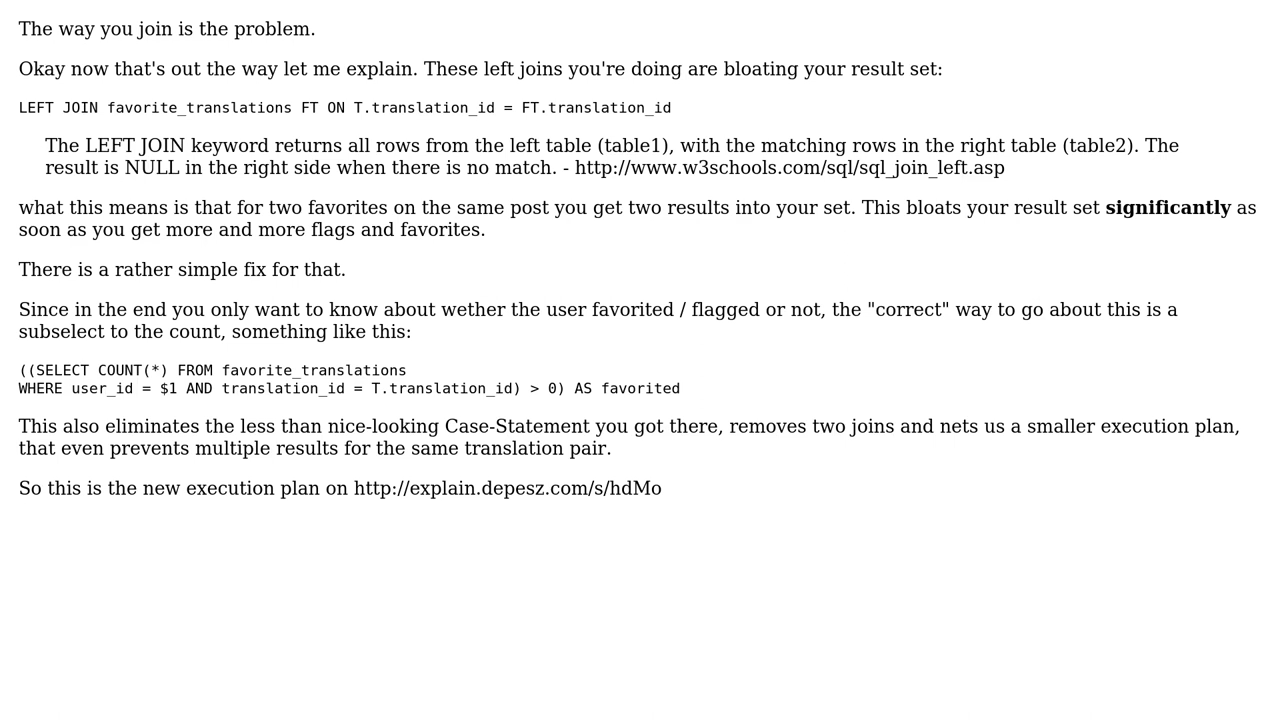 The way you join is the problem.
Okay now that's out the way let me explain. These left joins you're doing are bloating your result set:
LEFT JOIN favorite_translations FT ON T.translation_id = FT.translation_id
The LEFT JOIN keyword returns all rows from the left table (table1), with the matching rows in the right table (table2). The
result is NULL in the right side when there is no match. - http://www.w3schools.com/sql/sql_join_left.asp
what this means is that for two favorites on the same post you get two results into your set. This bloats your result set significantly as
soon as you get more and more flags and favorites.
There is a rather simple fix for that.
Since in the end you only want to know about wether the user favorited / flagged or not, the "correct" way to go about this is a
subselect to the count, something like this:
((SELECT COUNT(*) FROM favorite_translations
WHERE user_id = $1 AND translation_id = T.translation_id) > 0) AS favorited
This also eliminates the less than nice-looking Case-Statement you got there, removes two joins and nets us a smaller execution plan,
that even prevents multiple results for the same translation pair.
So this is the new execution plan on http://explain.depesz.com/s/hdMo